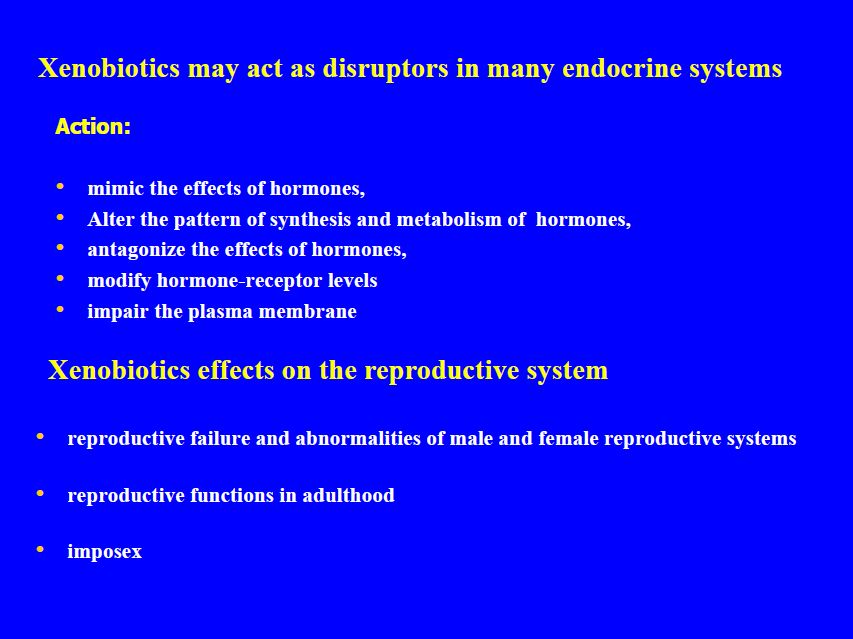 Xenobiotics may act as disruptors in many endocrine systems
Action:
• mimic the effects of hormones,
• Alter the pattern of synthesis and metabolism of  hormones,
• antagonize the effects of hormones,
• modify hormone-receptor levels
• impair the plasma membrane
Xenobiotics effects on the reproductive system
• reproductive failure and abnormalities of male and female reproductive systems
• reproductive functions in adulthood
• imposex